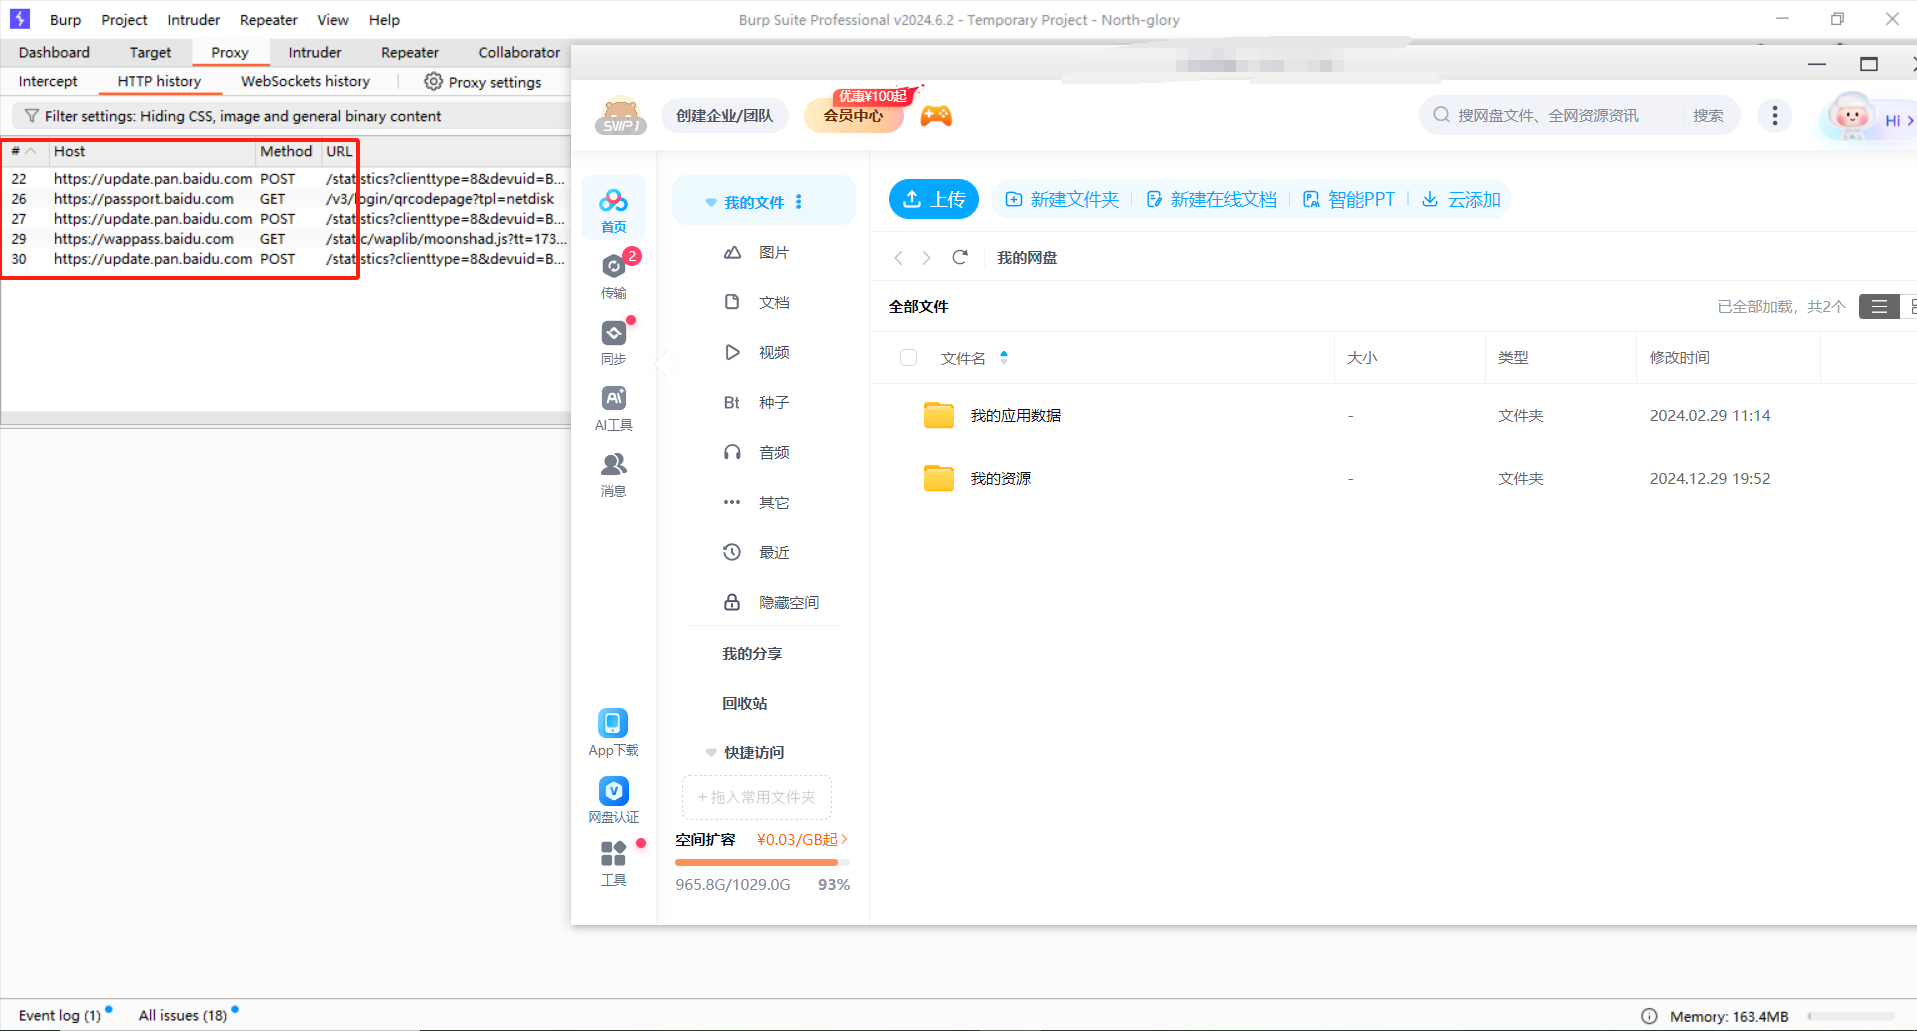 Burp Project Intruder Repeater View Help
Burp Suite Professional v2024.6.2 - Temporary Project - North-glory
Dashboard Target Proxy Intruder Repeater Collaborator
Intercept HTTP history WebSockets history Proxy settings
Filter settings: Hiding CSS, image and general binary content
# Host Method URL
22 https://update.pan.baidu.com POST /statistics?clienttype=8&devuid=B...
26 https://passport.baidu.com GET /v3/login/qrcodepage?tpl=netdisk
27 https://update.pan.baidu.com POST /statistics?clienttype=8&devuid=B...
29 https://wappass.baidu.com GET /static/waplib/moonshad.js?tt=173...
30 https://update.pan.baidu.com POST /statistics?clienttype=8&devuid=B...
SVIP1
创建企业/团队
优惠¥100起
会员中心
搜网盘文件、全网资源资讯 搜索
Hi
首页
2
传输
同步
AI
AI工具
消息
App下载
网盘认证
工具
我的文件
图片
文档
视频
Bt 种子
音频
其它
最近
隐藏空间
我的分享
回收站
快捷访问
+ 拖入常用文件夹
空间扩容 ¥0.03/GB起
965.8G/1029.0G 93%
上传 新建文件夹 新建在线文档 智能PPT 云添加
我的网盘
全部文件 已全部加载，共2个
文件名 大小 类型 修改时间
我的应用数据 - 文件夹 2024.02.29 11:14
我的资源 - 文件夹 2024.12.29 19:52
Event log (1) All issues (18) Memory: 163.4MB